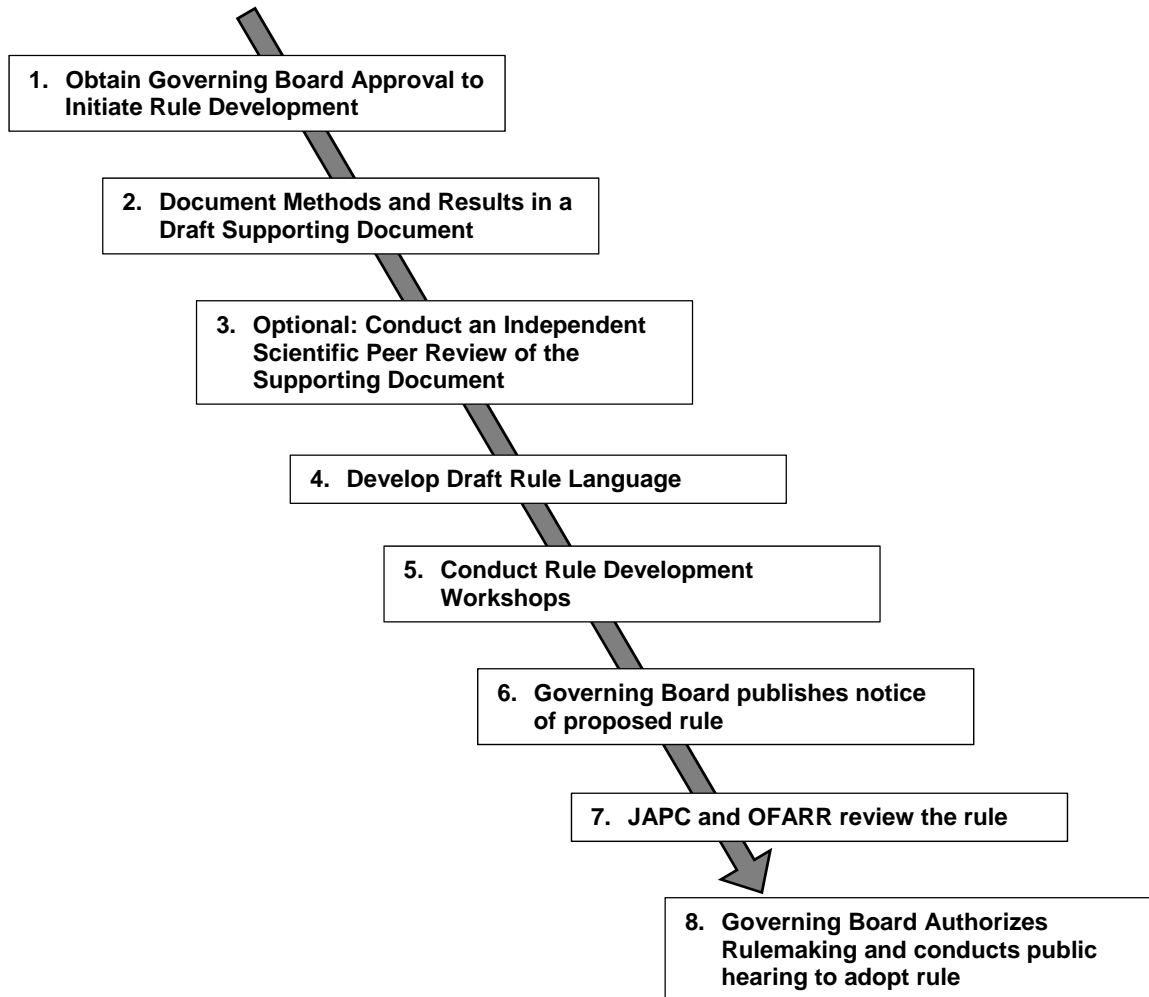 1. Obtain Governing Board Approval to
Initiate Rule Development
2. Document Methods and Results in a
Draft Supporting Document
3. Optional: Conduct an Independent
Scientific Peer Review of the
Supporting Document
4. Develop Draft Rule Language
5. Conduct Rule Development
Workshops
6. Governing Board publishes notice
of proposed rule
7. JAPC and OFARR review the rule
8. Governing Board Authorizes
Rulemaking and conducts public
hearing to adopt rule